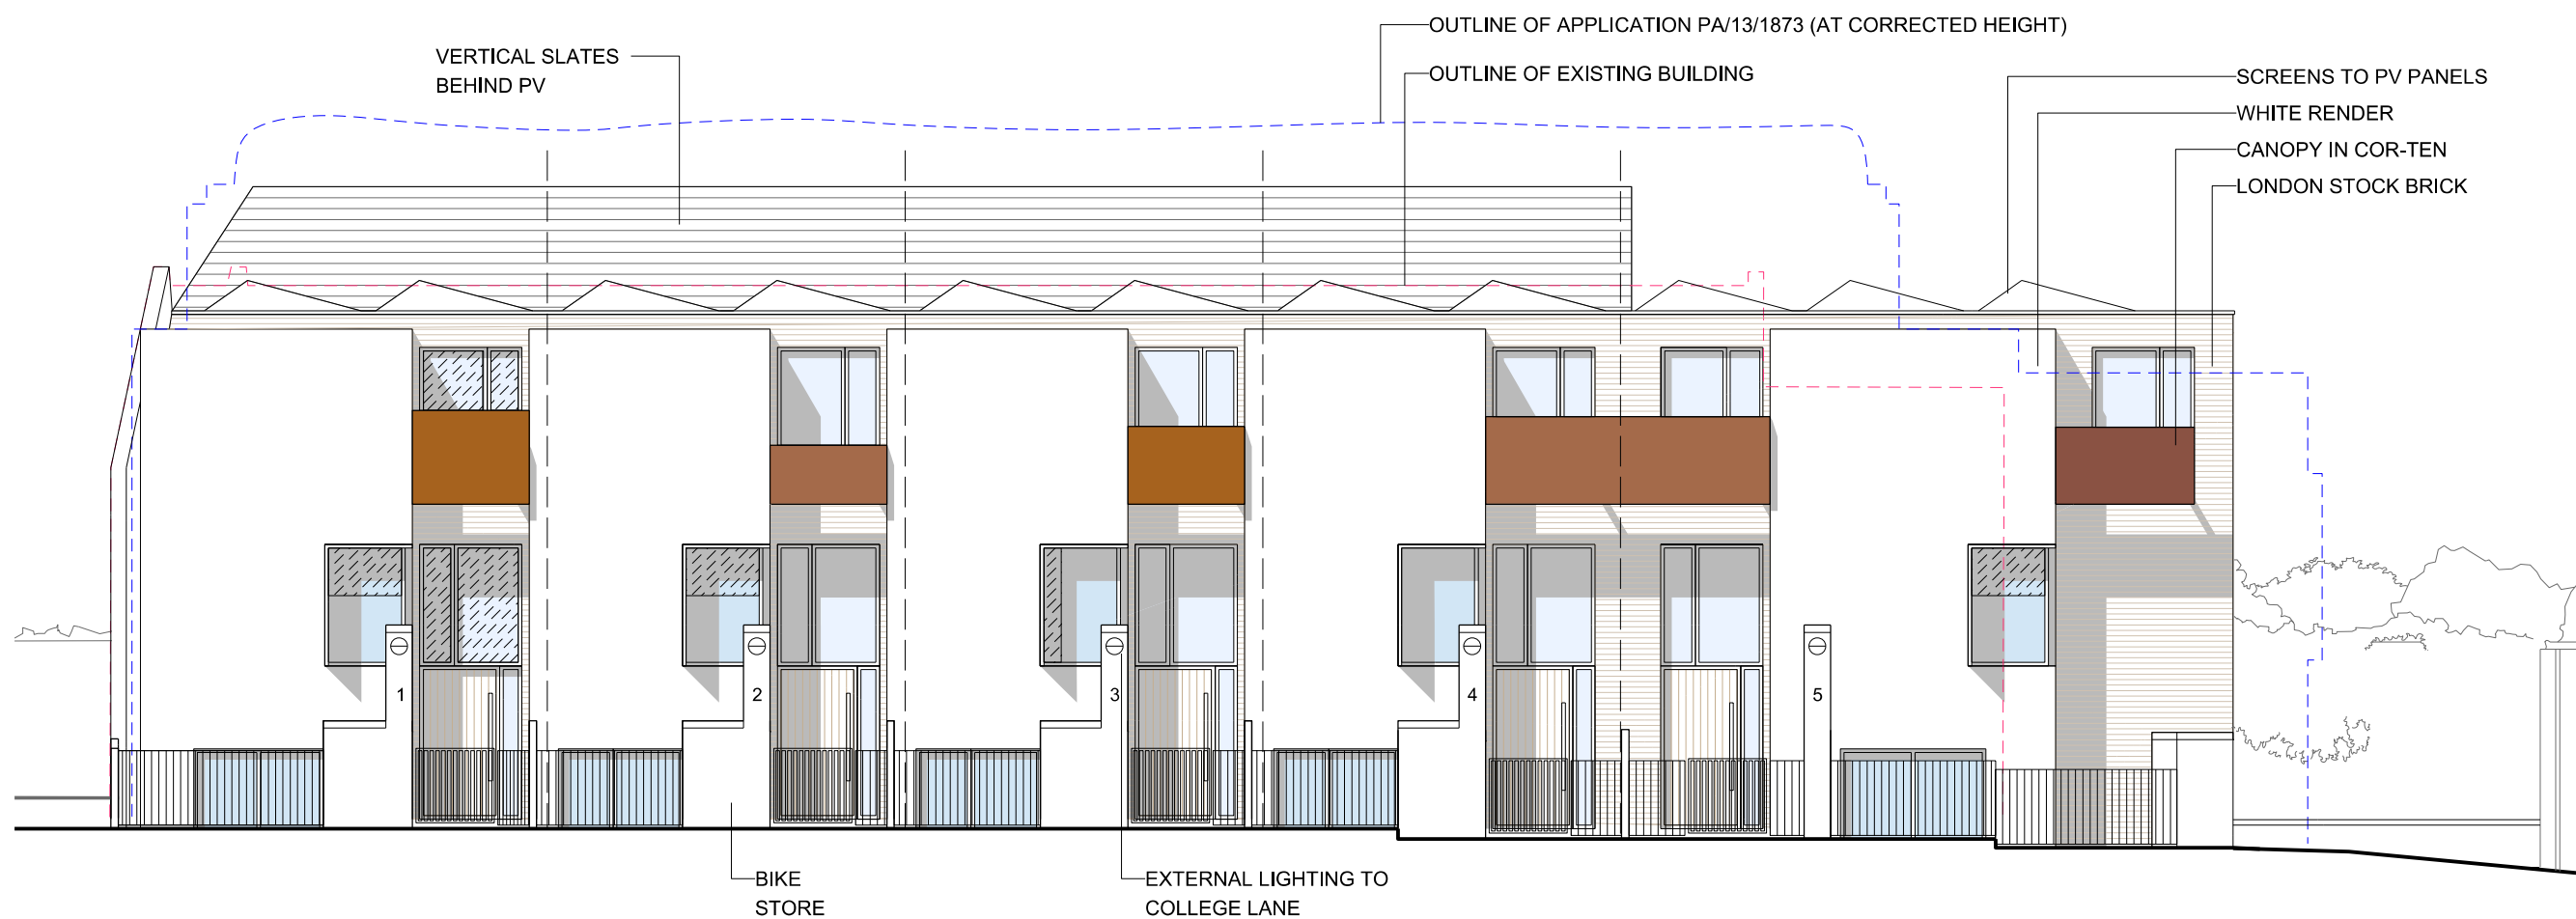 OUTLINE OF APPLICATION PA/13/1873 (AT CORRECTED HEIGHT)
VERTICAL SLATES
BEHIND PV
OUTLINE OF EXISTING BUILDING
SCREENS TO PV PANELS
WHITE RENDER
CANOPY IN COR-TEN
LONDON STOCK BRICK
1
2
3
4
5
BIKE
STORE
EXTERNAL LIGHTING TO
COLLEGE LANE